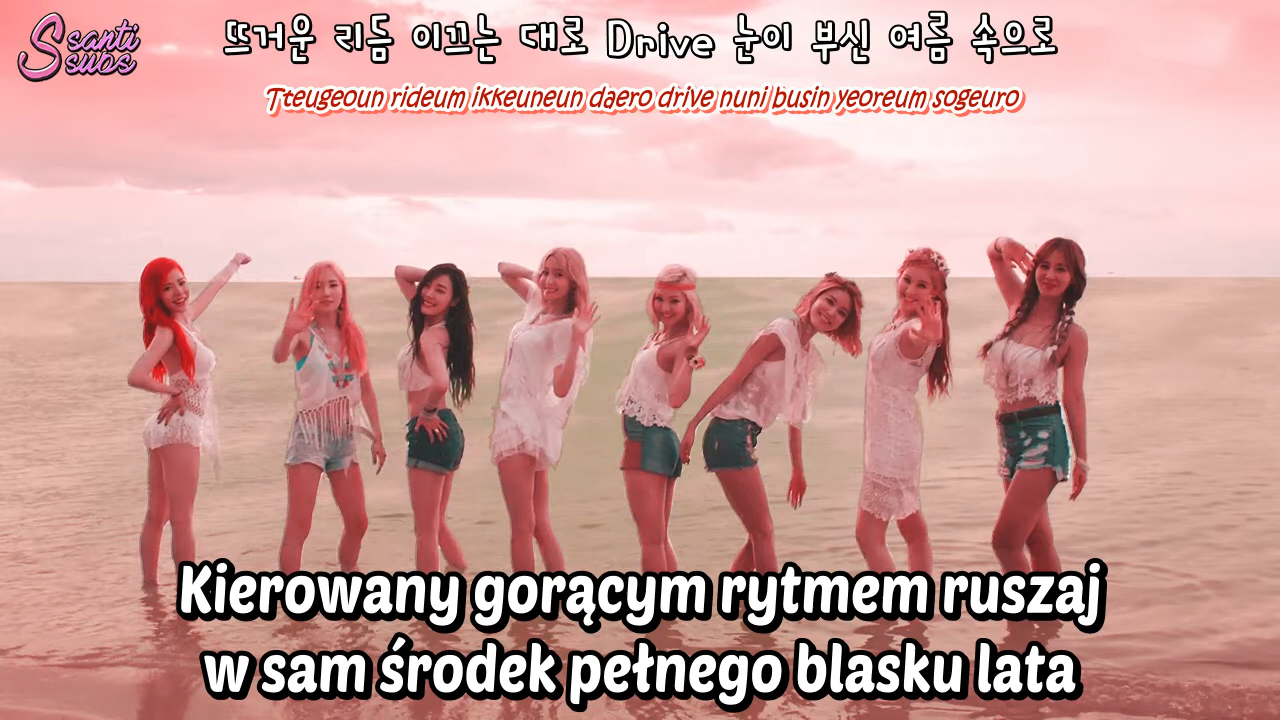 Ssanti
suos
뜨거운 리듬 이끄는 대로 Drive 눈이 부신 여름 속으로
Tteugeoun rideum ikkeuneun daero drive nuni busin yeoreum sogeuro
Kierowany gorącym rytmem ruszaj
w sam środek pełnego blasku lata